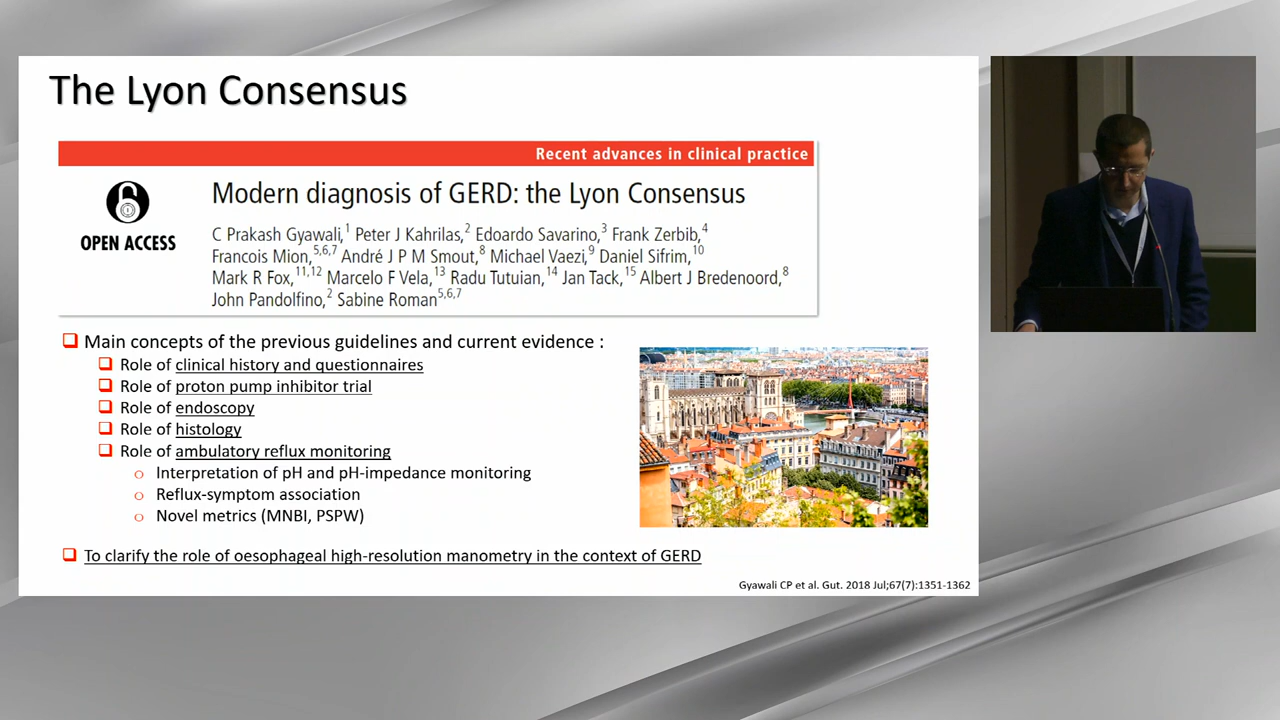 The Lyon Consensus
Recent advances in clinical practice
OPEN ACCESS
Modern diagnosis of GERD: the Lyon Consensus
C Prakash Gyawali,1 Peter J Kahrilas,2 Edoardo Savarino,3 Frank Zerbib,4
Francois Mion,5,6,7 André J P M Smout,8 Michael Vaezi,9 Daniel Sifrim,10
Mark R Fox,11,12 Marcelo F Vela,13 Radu Tutuian,14 Jan Tack,15 Albert J Bredenoord,8
John Pandolfino,2 Sabine Roman5,6,7
Main concepts of the previous guidelines and current evidence :
Role of clinical history and questionnaires
Role of proton pump inhibitor trial
Role of endoscopy
Role of histology
Role of ambulatory reflux monitoring
Interpretation of pH and pH-impedance monitoring
Reflux-symptom association
Novel metrics (MNBI, PSPW)
To clarify the role of oesophageal high-resolution manometry in the context of GERD
Gyawali CP et al. Gut. 2018 Jul;67(7):1351-1362